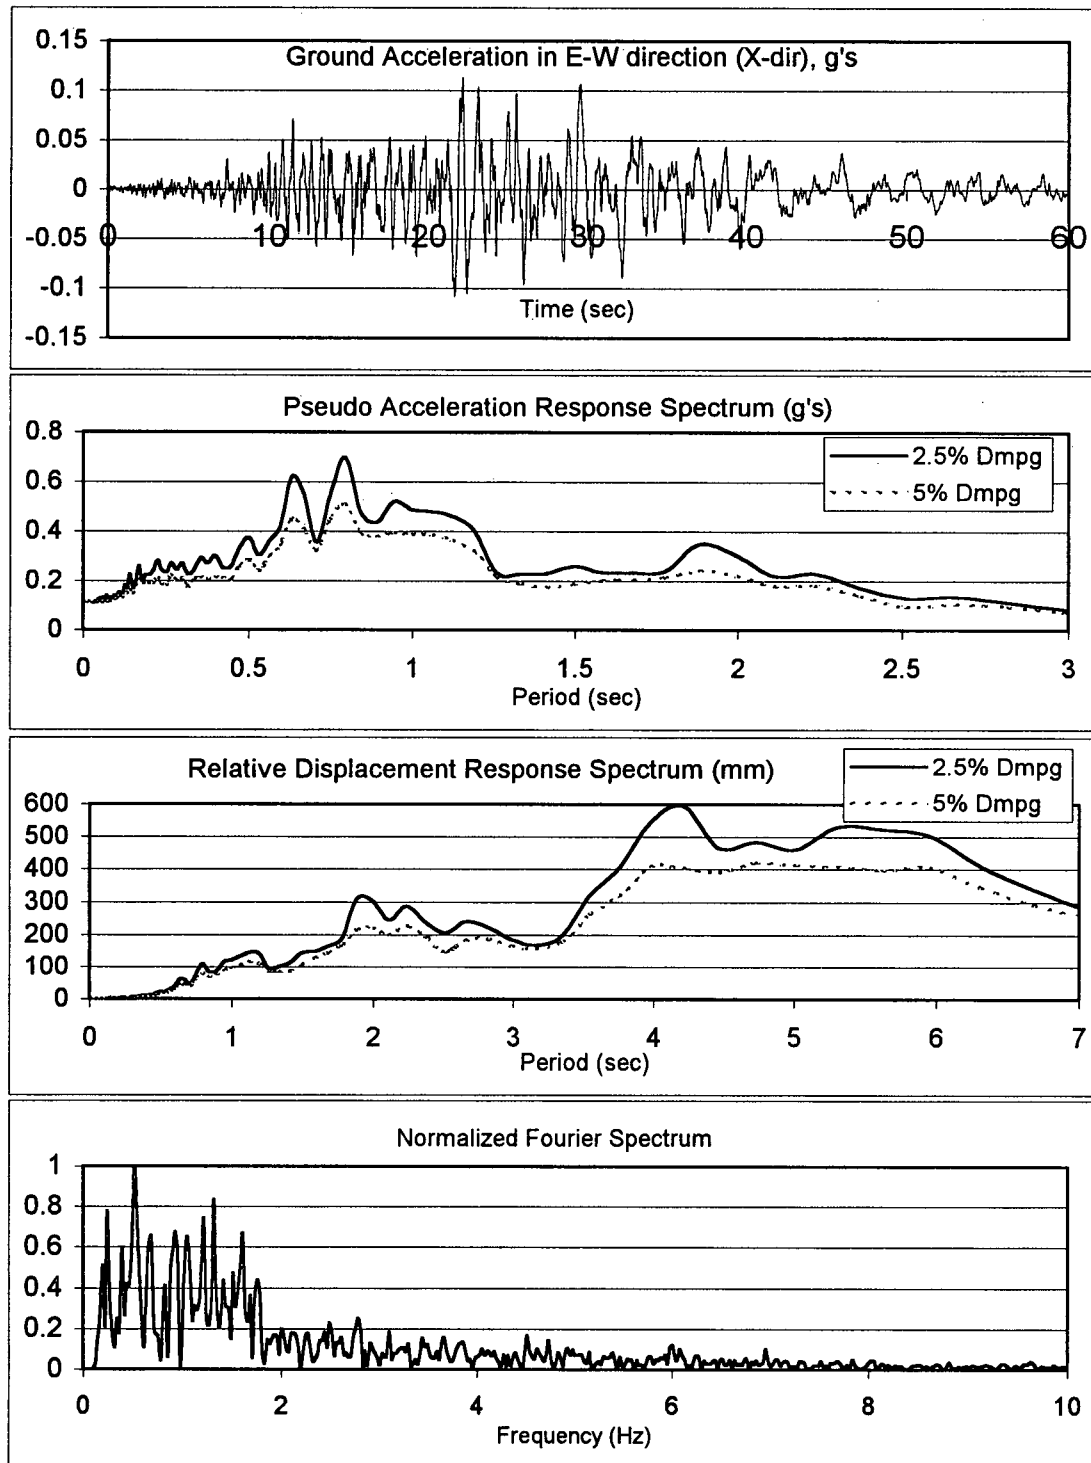 Ground Acceleration in E-W direction (X-dir), g's
0.15
0.1
0.05
0
-0.05
-0.1
-0.15
0 10 20 30 40 50 60
Time (sec)
Pseudo Acceleration Response Spectrum (g's)
2.5% Dmpg
5% Dmpg
0.8
0.6
0.4
0.2
0
0 0.5 1 1.5 2 2.5 3
Period (sec)
Relative Displacement Response Spectrum (mm)
2.5% Dmpg
5% Dmpg
600
500
400
300
200
100
0
0 1 2 3 4 5 6 7
Period (sec)
Normalized Fourier Spectrum
1
0.8
0.6
0.4
0.2
0
0 2 4 6 8 10
Frequency (Hz)